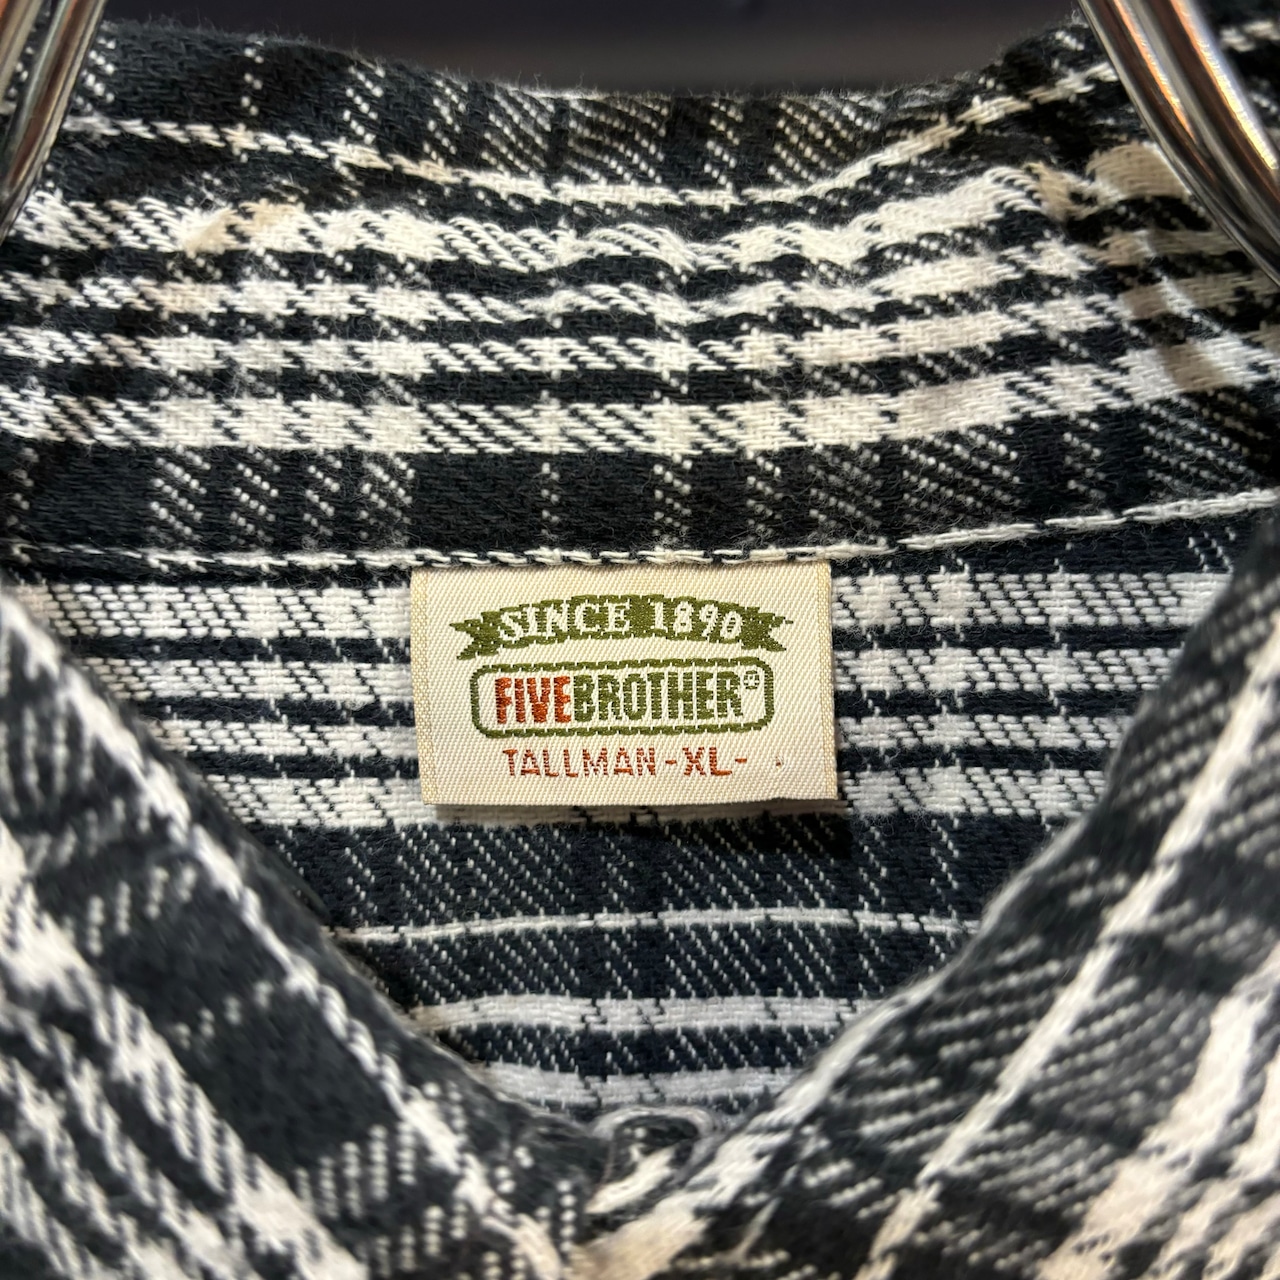 SINCE 1890
FIVEBROTHER
TALLMAN-XL-